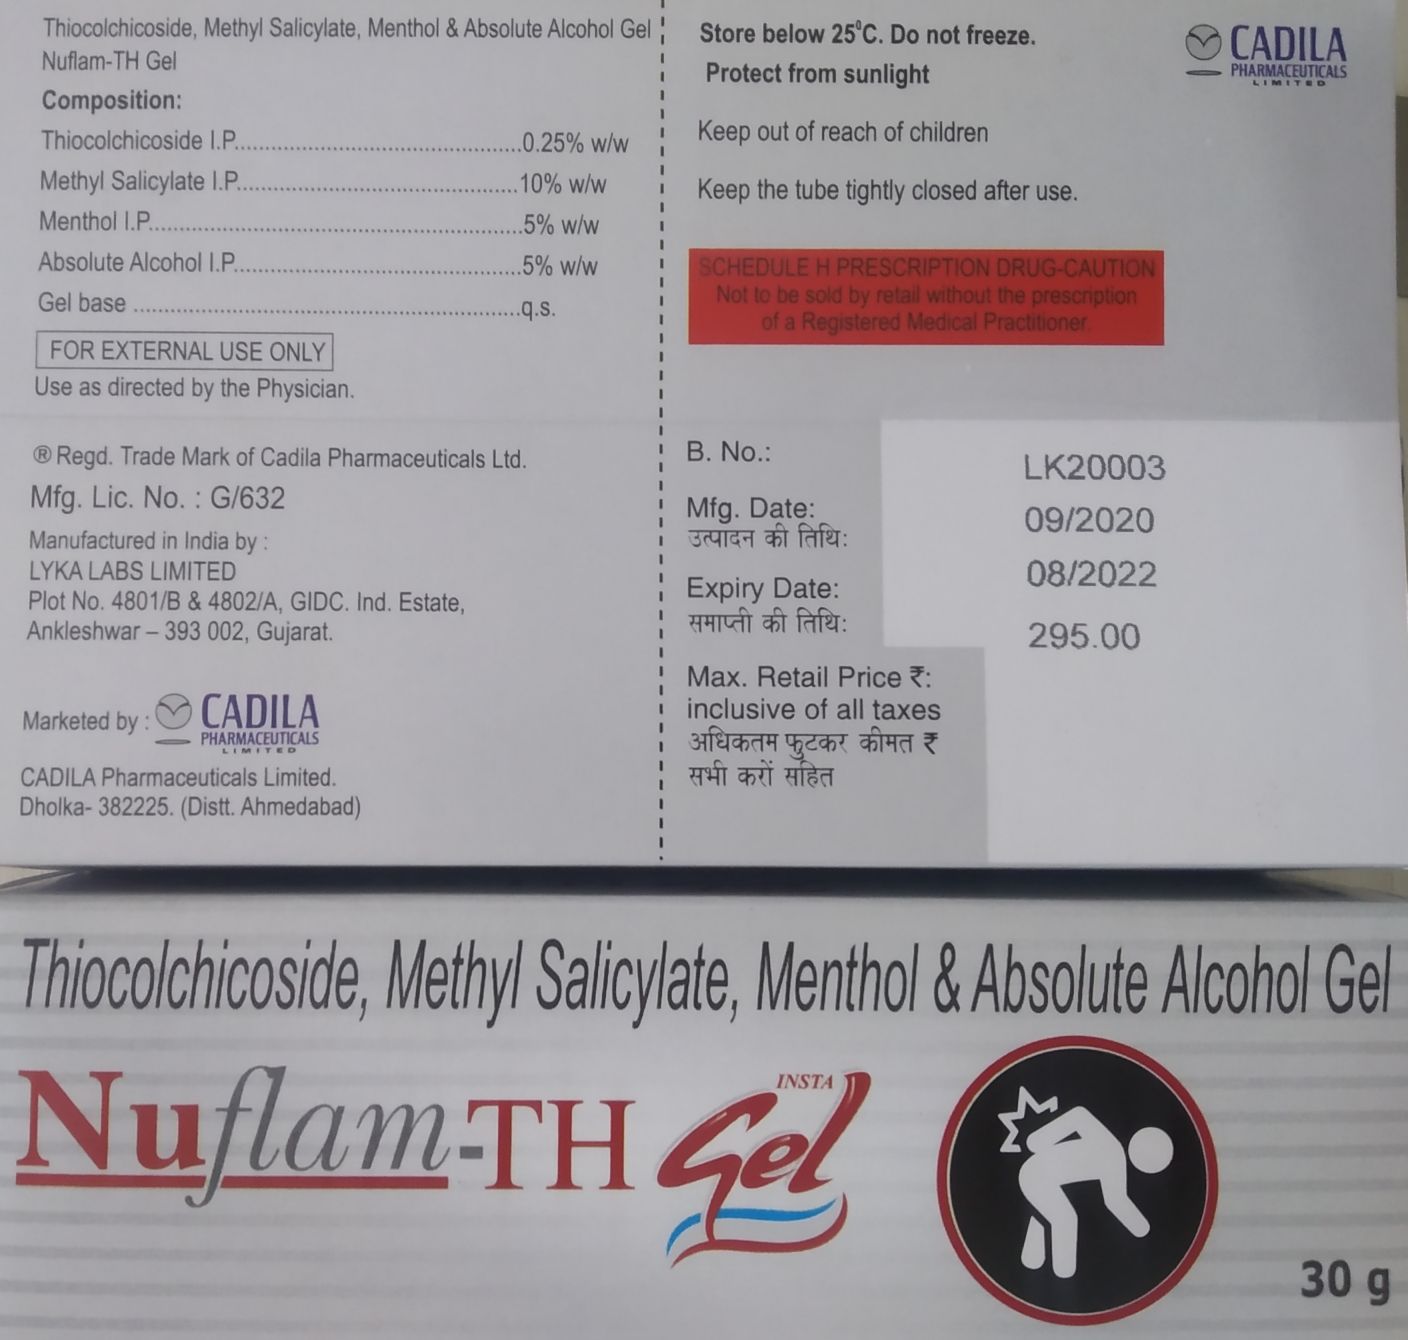 Thiocolchicoside, Methyl Salicylate, Menthol & Absolute Alcohol Gel
Nuflam-TH Gel
Composition:
Thiocolchicoside I.P................................................0.25% w/w
Methyl Salicylate I.P...............................................10% w/w
Menthol I.P..............................................................5% w/w
Absolute Alcohol I.P................................................5% w/w
Gel base .................................................................q.s.
FOR EXTERNAL USE ONLY
Use as directed by the Physician.
® Regd. Trade Mark of Cadila Pharmaceuticals Ltd.
Mfg. Lic. No. : G/632
Manufactured in India by :
LYKA LABS LIMITED
Plot No. 4801/B & 4802/A, GIDC. Ind. Estate,
Ankleshwar – 393 002, Gujarat.
Marketed by : CADILA
PHARMACEUTICALS
LIMITED
CADILA Pharmaceuticals Limited.
Dholka- 382225. (Distt. Ahmedabad)
Store below 25°C. Do not freeze.
Protect from sunlight
CADILA
PHARMACEUTICALS
LIMITED
Keep out of reach of children
Keep the tube tightly closed after use.
SCHEDULE H PRESCRIPTION DRUG-CAUTION
Not to be sold by retail without the prescription
of a Registered Medical Practitioner.
B. No.: LK20003
Mfg. Date: 09/2020
उत्पादन की तिथि:
Expiry Date: 08/2022
समाप्ती की तिथि:
295.00
Max. Retail Price ₹:
inclusive of all taxes
अधिकतम फुटकर कीमत ₹
सभी करों सहित
Thiocolchicoside, Methyl Salicylate, Menthol & Absolute Alcohol Gel
Nuflam-TH INSTA Gel
30 g